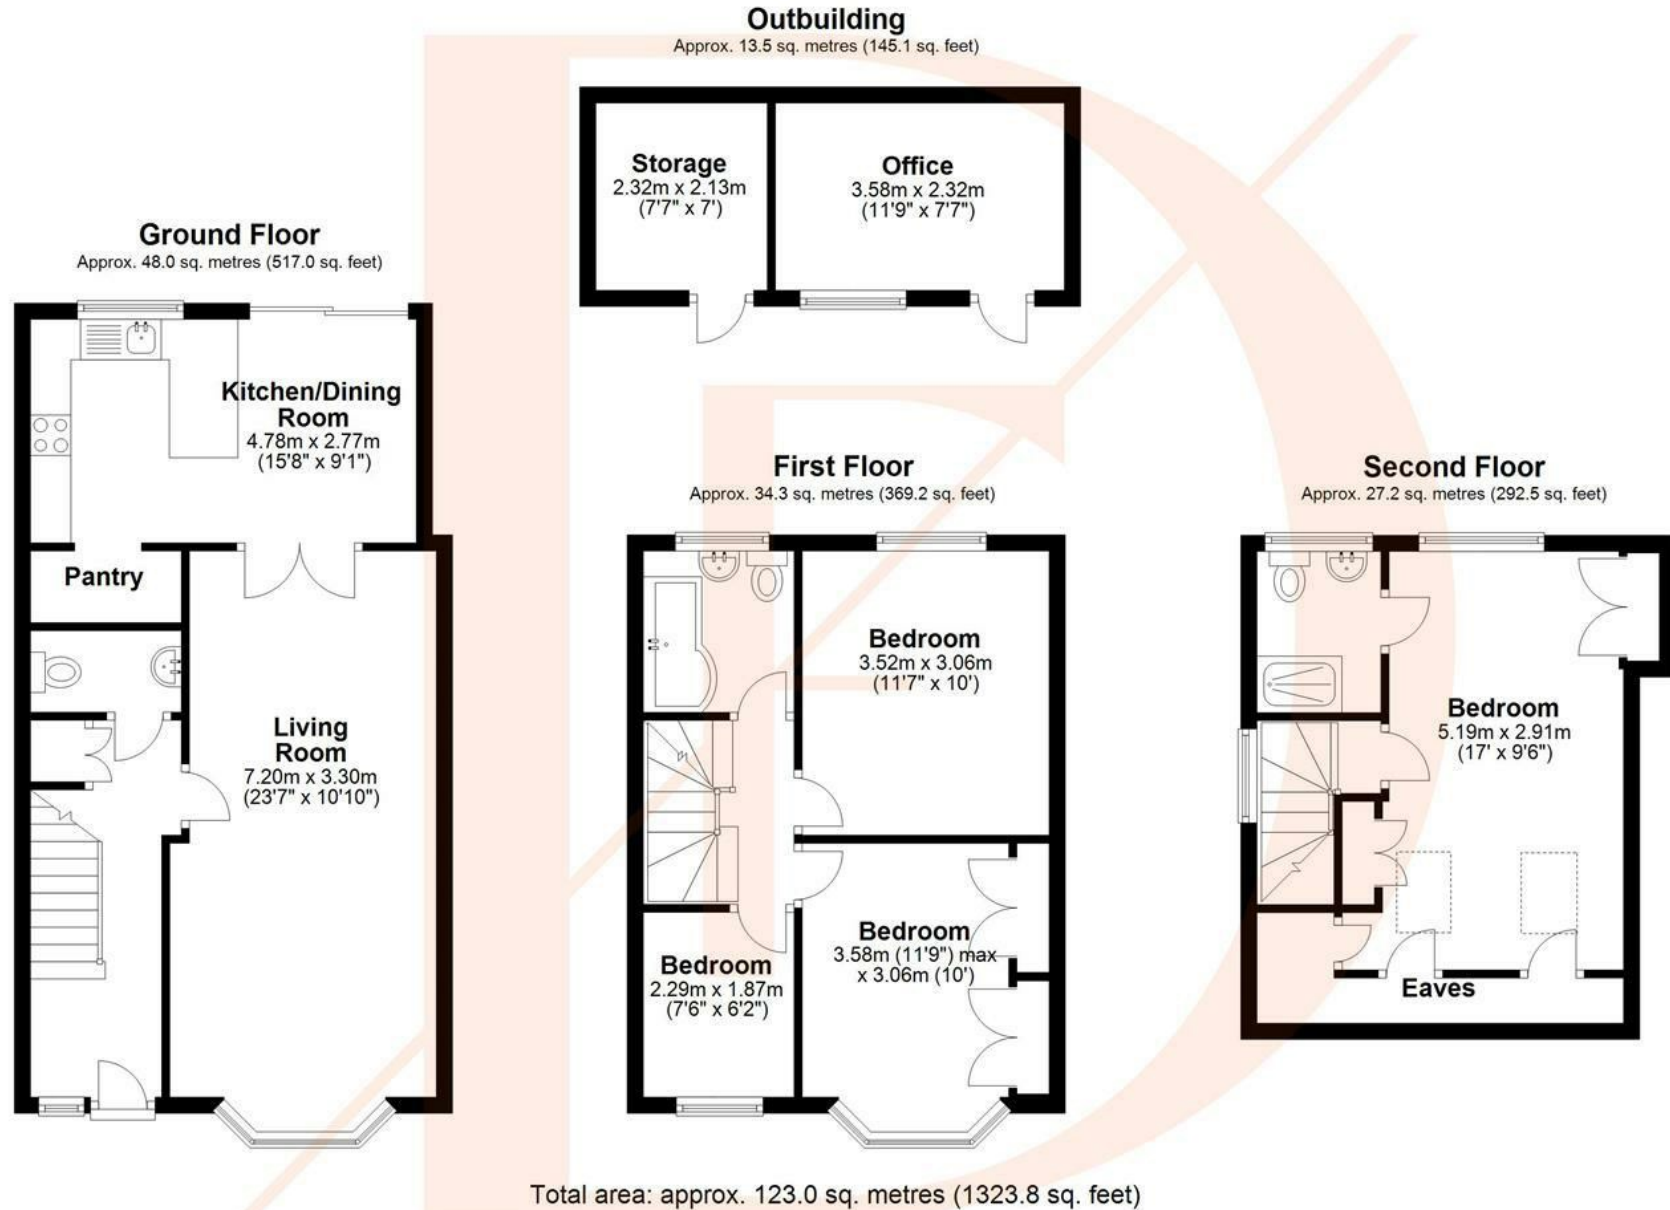 Outbuilding
Approx. 13.5 sq. metres (145.1 sq. feet)
Storage
2.32m x 2.13m
(7'7" x 7')
Office
3.58m x 2.32m
(11'9" x 7'7")
Ground Floor
Approx. 48.0 sq. metres (517.0 sq. feet)
Kitchen/Dining
Room
4.78m x 2.77m
(15'8" x 9'1")
Pantry
Living
Room
7.20m x 3.30m
(23'7" x 10'10")
First Floor
Approx. 34.3 sq. metres (369.2 sq. feet)
Bedroom
3.52m x 3.06m
(11'7" x 10')
Bedroom
3.58m (11'9") max
x 3.06m (10')
Bedroom
2.29m x 1.87m
(7'6" x 6'2")
Second Floor
Approx. 27.2 sq. metres (292.5 sq. feet)
Bedroom
5.19m x 2.91m
(17' x 9'6")
Eaves
Total area: approx. 123.0 sq. metres (1323.8 sq. feet)